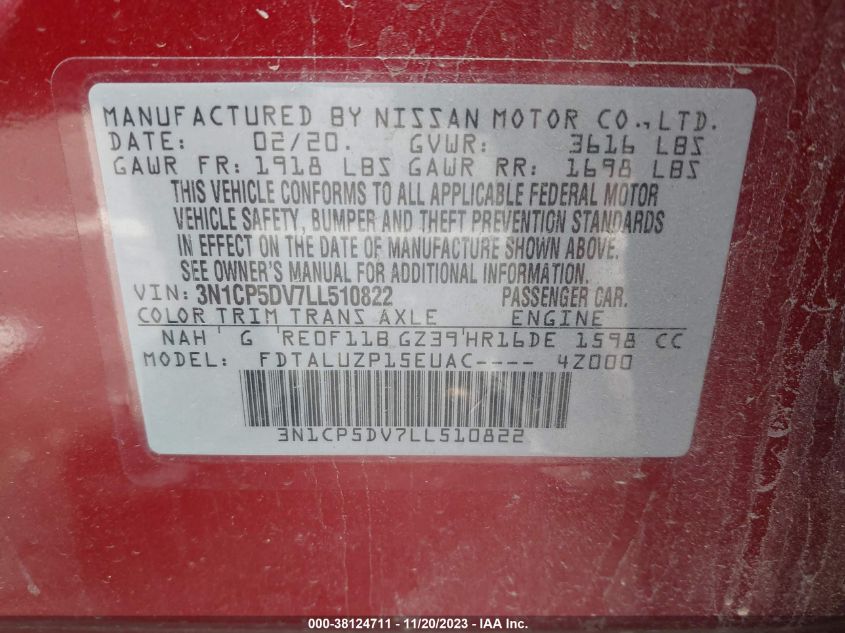 MANUFACTURED BY NISSAN MOTOR CO.,LTD.
DATE: 02/20. GVWR: 3616 LBS
GAWR FR: 1918 LBS GAWR RR: 1698 LBS
THIS VEHICLE CONFORMS TO ALL APPLICABLE FEDERAL MOTOR
VEHICLE SAFETY, BUMPER AND THEFT PREVENTION STANDARDS
IN EFFECT ON THE DATE OF MANUFACTURE SHOWN ABOVE.
SEE OWNER'S MANUAL FOR ADDITIONAL INFORMATION.
VIN: 3N1CP5DV7LL510822 PASSENGER CAR.
COLOR TRIM TRANS AXLE ENGINE
NAH G RE0F11B GZ39 HR16DE 1598 CC
MODEL: FDTALUZP15EUAC---- 4Z000
3N1CP5DV7LL510822
000-38124711 - 11/20/2023 - IAA Inc.